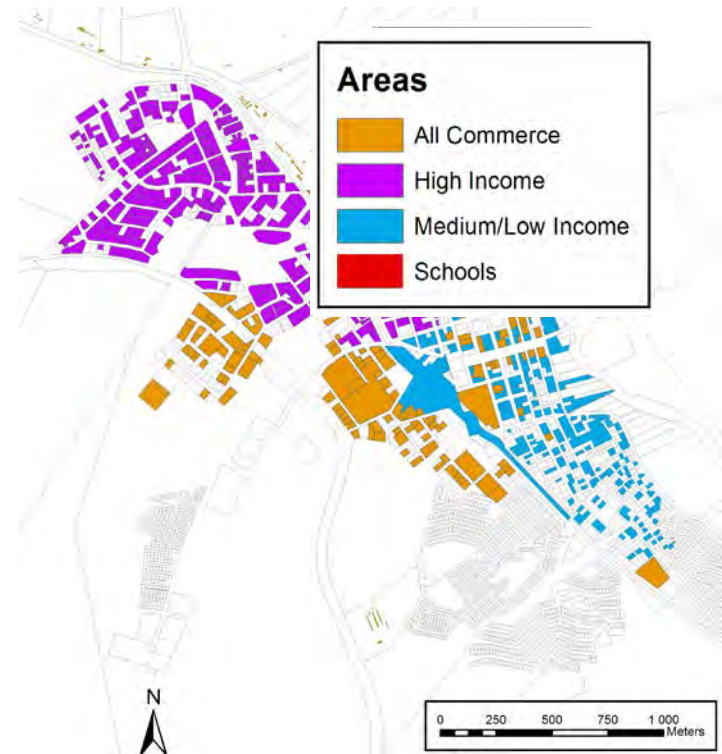 Areas
All Commerce
High Income
Medium/Low Income
Schools
N
0 250 500 750 1 000
Meters